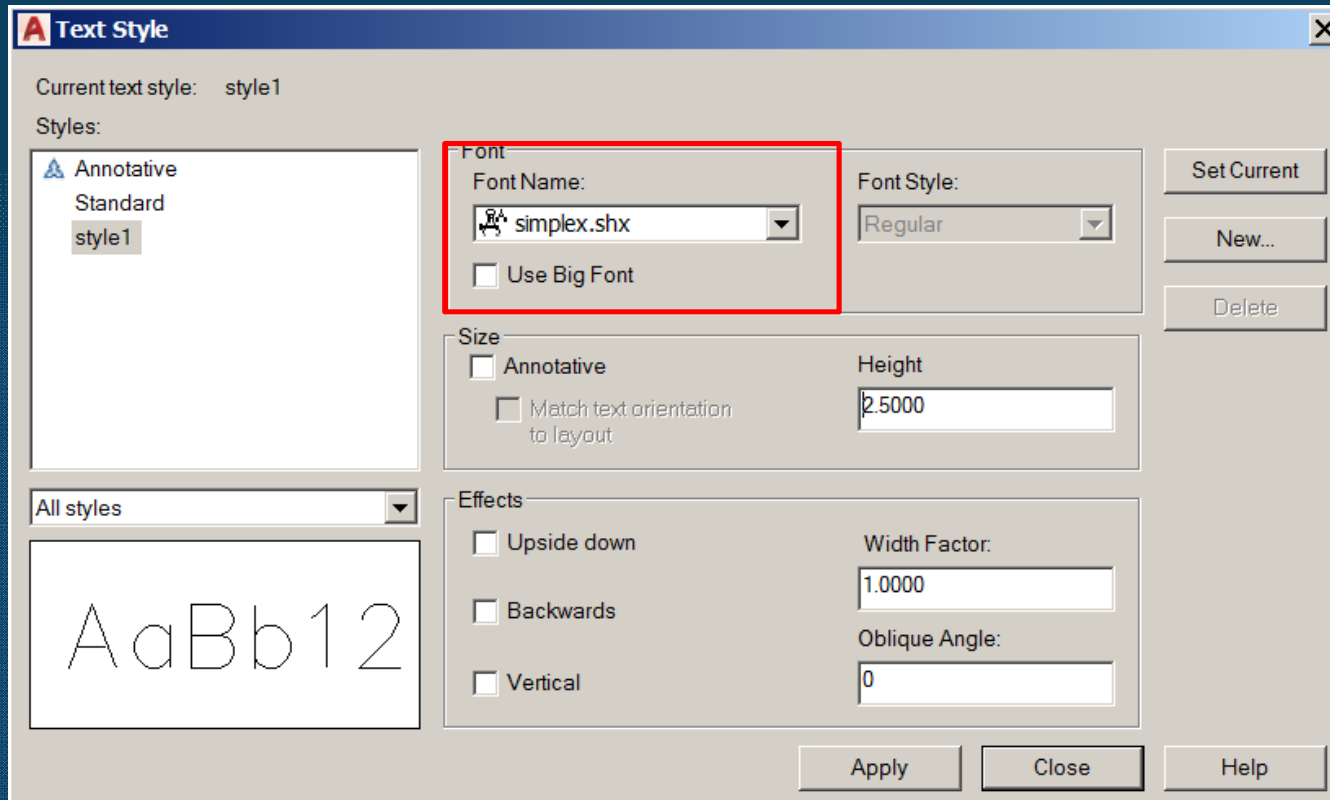 Text Style
Current text style: style1
Styles:
Annotative
Standard
style1
All styles
AaBb12
Font
Font Name:
simplex.shx
Use Big Font
Font Style:
Regular
Size
Annotative
Match text orientation
to layout
Height
2.5000
Effects
Upside down
Backwards
Vertical
Width Factor:
1.0000
Oblique Angle:
0
Set Current
New...
Delete
Apply
Close
Help